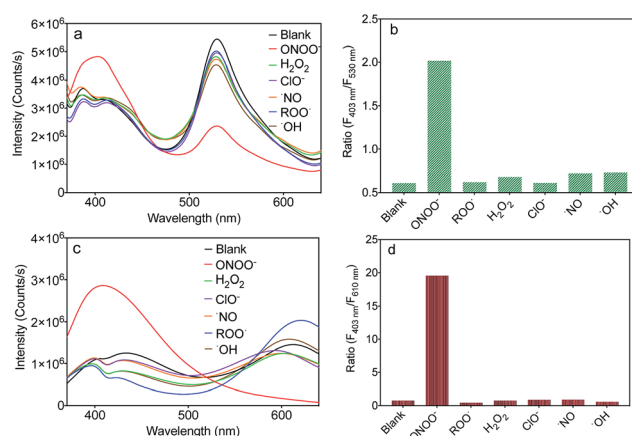 a
Intensity (Counts/s)
6×10⁶
5×10⁶
4×10⁶
3×10⁶
2×10⁶
1×10⁶
0
400
500
600
Wavelength (nm)
Blank
ONOO⁻
H₂O₂
ClO⁻
˙NO
ROO˙
˙OH
b
Ratio (F₄₀₃ ₙₘ/F₅₃₀ ₙₘ)
2.5
2.0
1.5
1.0
0.5
Blank
ONOO⁻
ROO˙
H₂O₂
ClO⁻
˙NO
˙OH
c
Intensity (Counts/s)
4×10⁶
3×10⁶
2×10⁶
1×10⁶
0
400
500
600
Wavelength (nm)
Blank
ONOO⁻
H₂O₂
ClO⁻
˙NO
ROO˙
˙OH
d
Ratio (F₄₀₃ ₙₘ/F₆₁₀ ₙₘ)
25
20
15
10
5
0
Blank
ONOO⁻
ROO˙
H₂O₂
ClO⁻
˙NO
˙OH